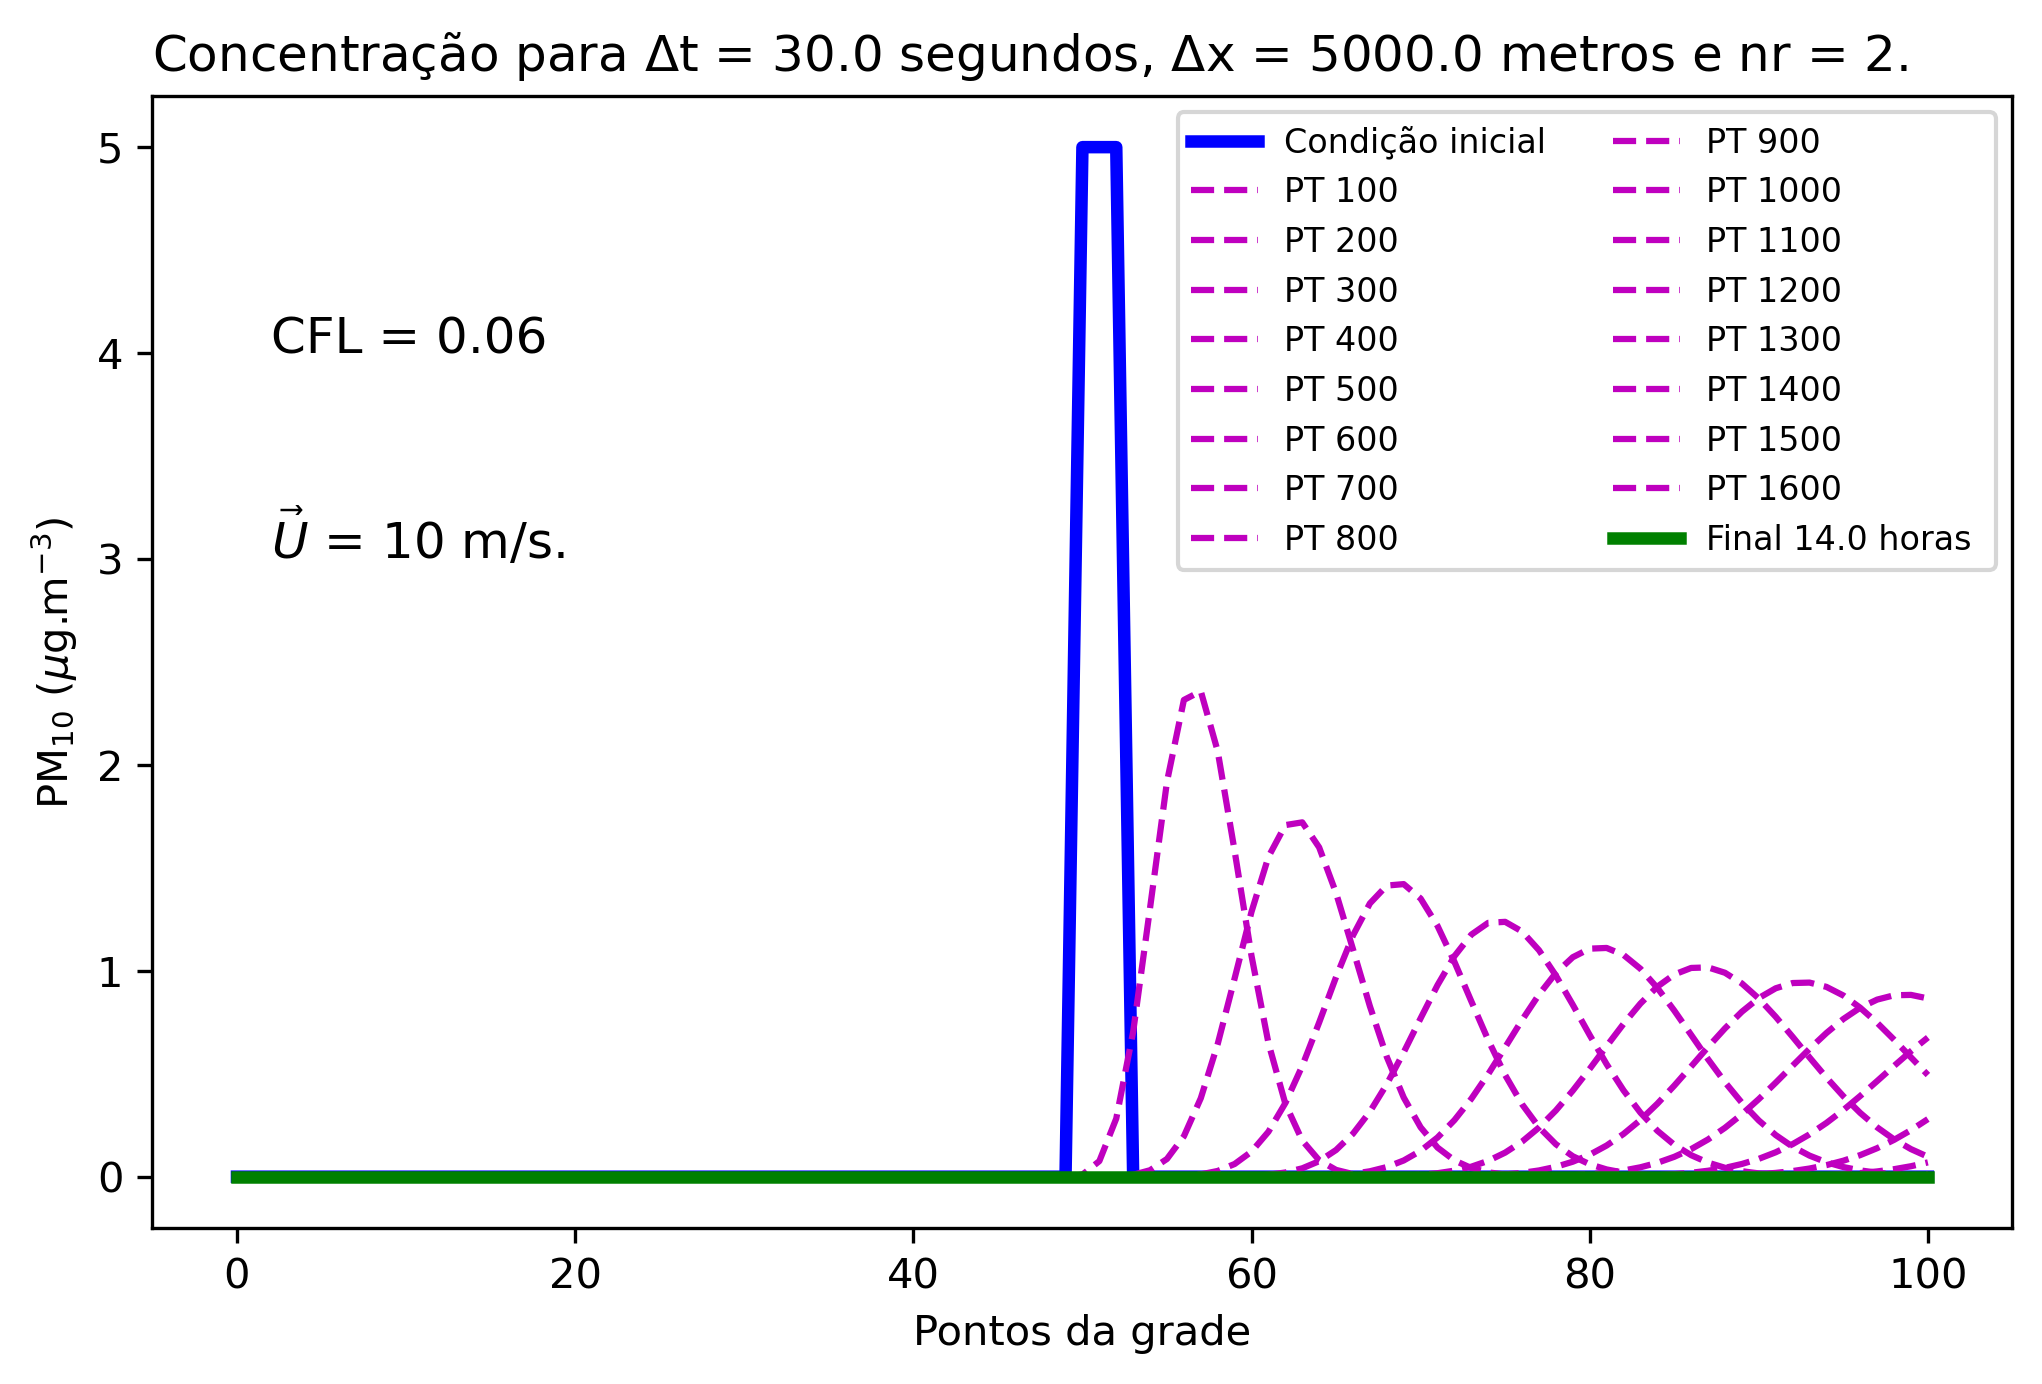 Concentração para Δt = 30.0 segundos, Δx = 5000.0 metros e nr = 2.
PM₁₀ (μg.m⁻³)
5
4
3
2
1
0
CFL = 0.06
U⃗ = 10 m/s.
Condição inicial
PT 100
PT 200
PT 300
PT 400
PT 500
PT 600
PT 700
PT 800
PT 900
PT 1000
PT 1100
PT 1200
PT 1300
PT 1400
PT 1500
PT 1600
Final 14.0 horas
0 20 40 60 80 100
Pontos da grade